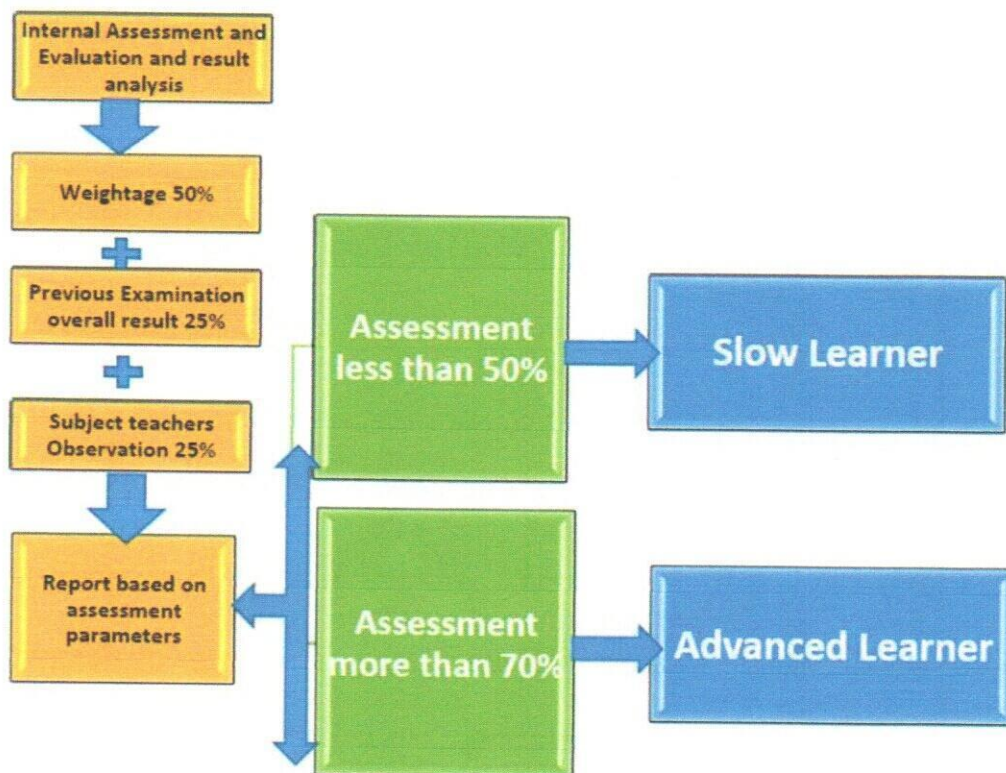 Internal Assessment and
Evaluation and result
analysis
Weightage 50%
Previous Examination
overall result 25%
Subject teachers
Observation 25%
Report based on
assessment
parameters
Assessment
less than 50%
Slow Learner
Assessment
more than 70%
Advanced Learner